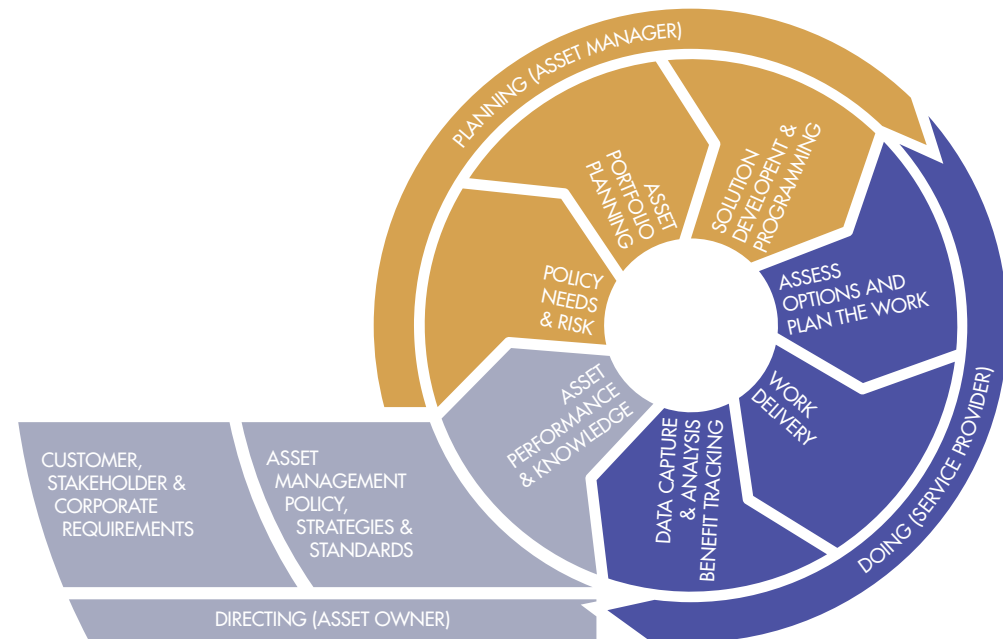 PLANNING (ASSET MANAGER)
SOLUTION
DEVELOPENT &
PROGRAMMING
ASSET
PORTFOLIO
PLANNING
POLICY
NEEDS
& RISK
ASSESS
OPTIONS AND
PLAN THE WORK
WORK
DELIVERY
DATA CAPTURE
& ANALYSIS
BENEFIT TRACKING
ASSET
PERFORMANCE
& KNOWLEDGE
DOING (SERVICE PROVIDER)
CUSTOMER,
STAKEHOLDER &
CORPORATE
REQUIREMENTS
ASSET
MANAGEMENT
POLICY,
STRATEGIES &
STANDARDS
DIRECTING (ASSET OWNER)